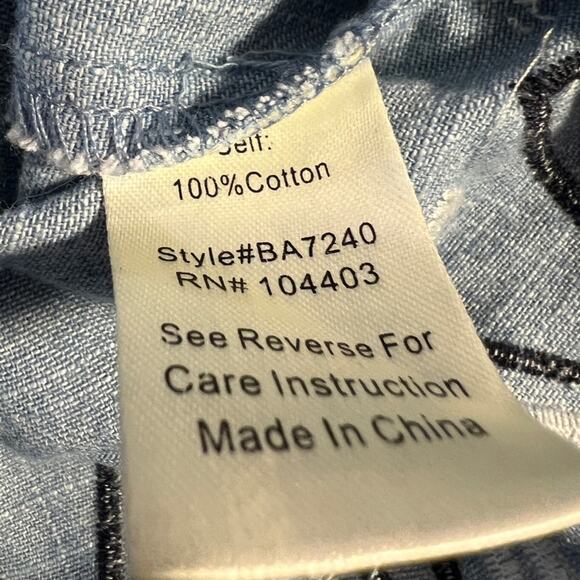 Self:
100%Cotton
Style#BA7240
RN# 104403
See Reverse For
Care Instruction
Made In China